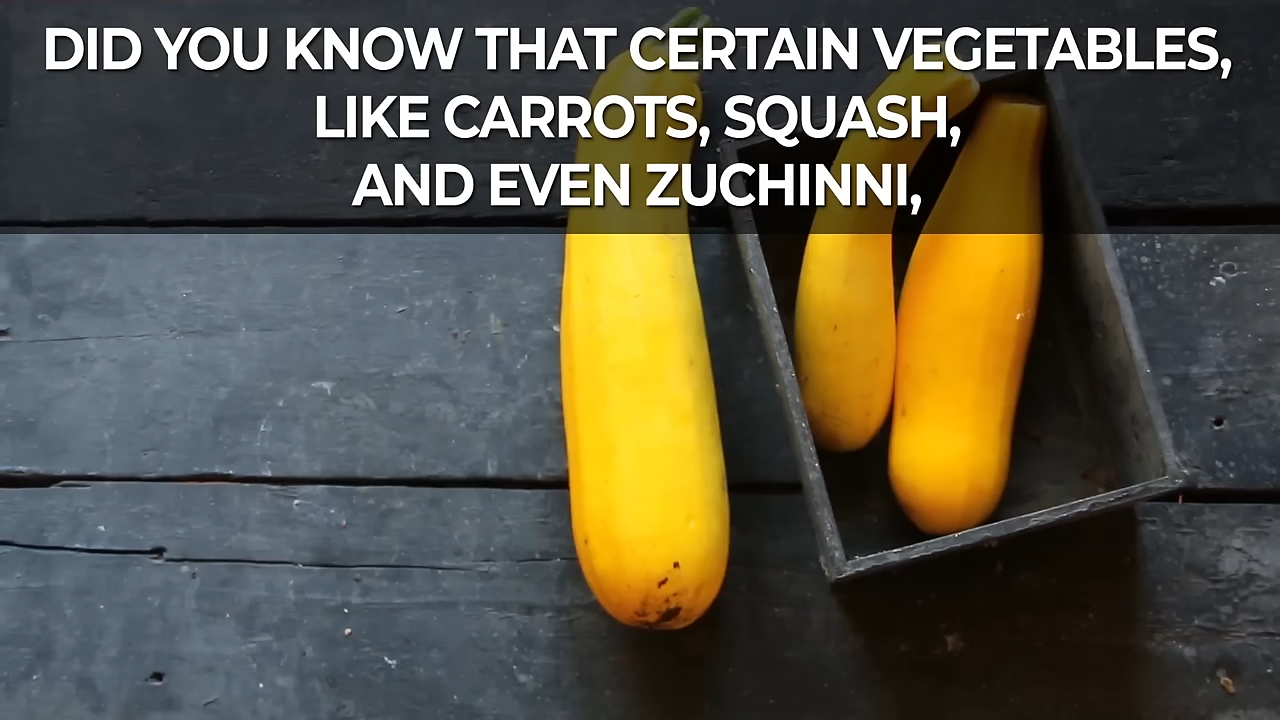 DID YOU KNOW THAT CERTAIN VEGETABLES,
LIKE CARROTS, SQUASH,
AND EVEN ZUCHINNI,